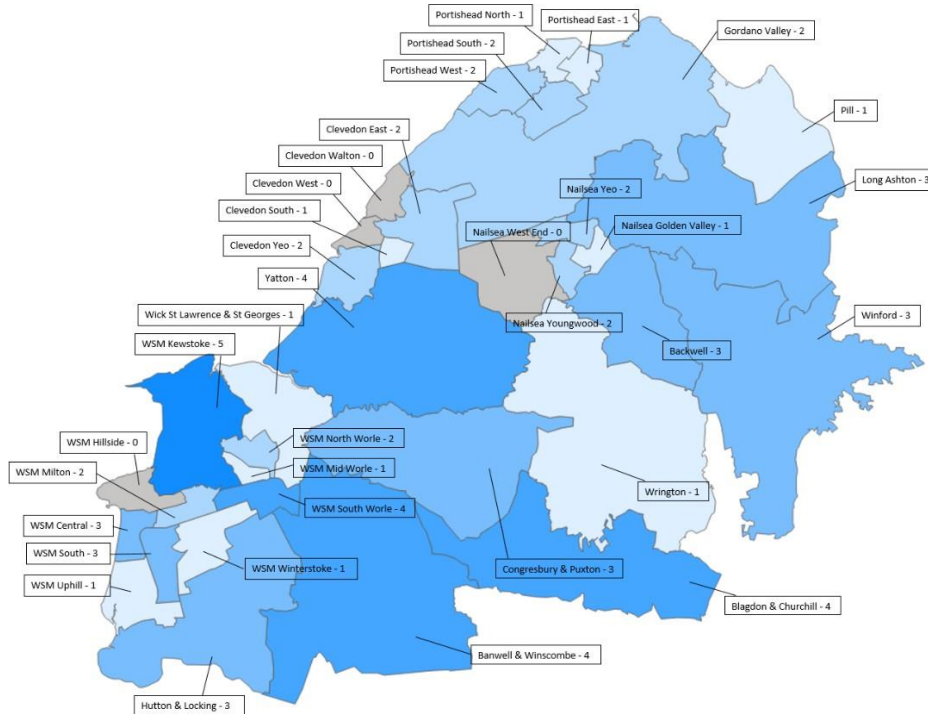 Portishead North - 1
Portishead East - 1
Portishead South - 2
Gordano Valley - 2
Portishead West - 2
Pill - 1
Clevedon East - 2
Clevedon Walton - 0
Long Ashton - 3
Clevedon West - 0
Nailsea Yeo - 2
Clevedon South - 1
Nailsea West End - 0
Nailsea Golden Valley - 1
Clevedon Yeo - 2
Yatton - 4
Wick St Lawrence & St Georges - 1
Nailsea Youngwood - 2
Winford - 3
WSM Kewstoke - 5
Backwell - 3
WSM Hillside - 0
WSM North Worle - 2
WSM Milton - 2
WSM Mid Worle - 1
Wrington - 1
WSM South Worle - 4
WSM Central - 3
WSM South - 3
WSM Winterstoke - 1
Congresbury & Puxton - 3
WSM Uphill - 1
Blagdon & Churchill - 4
Banwell & Winscombe - 4
Hutton & Locking - 3